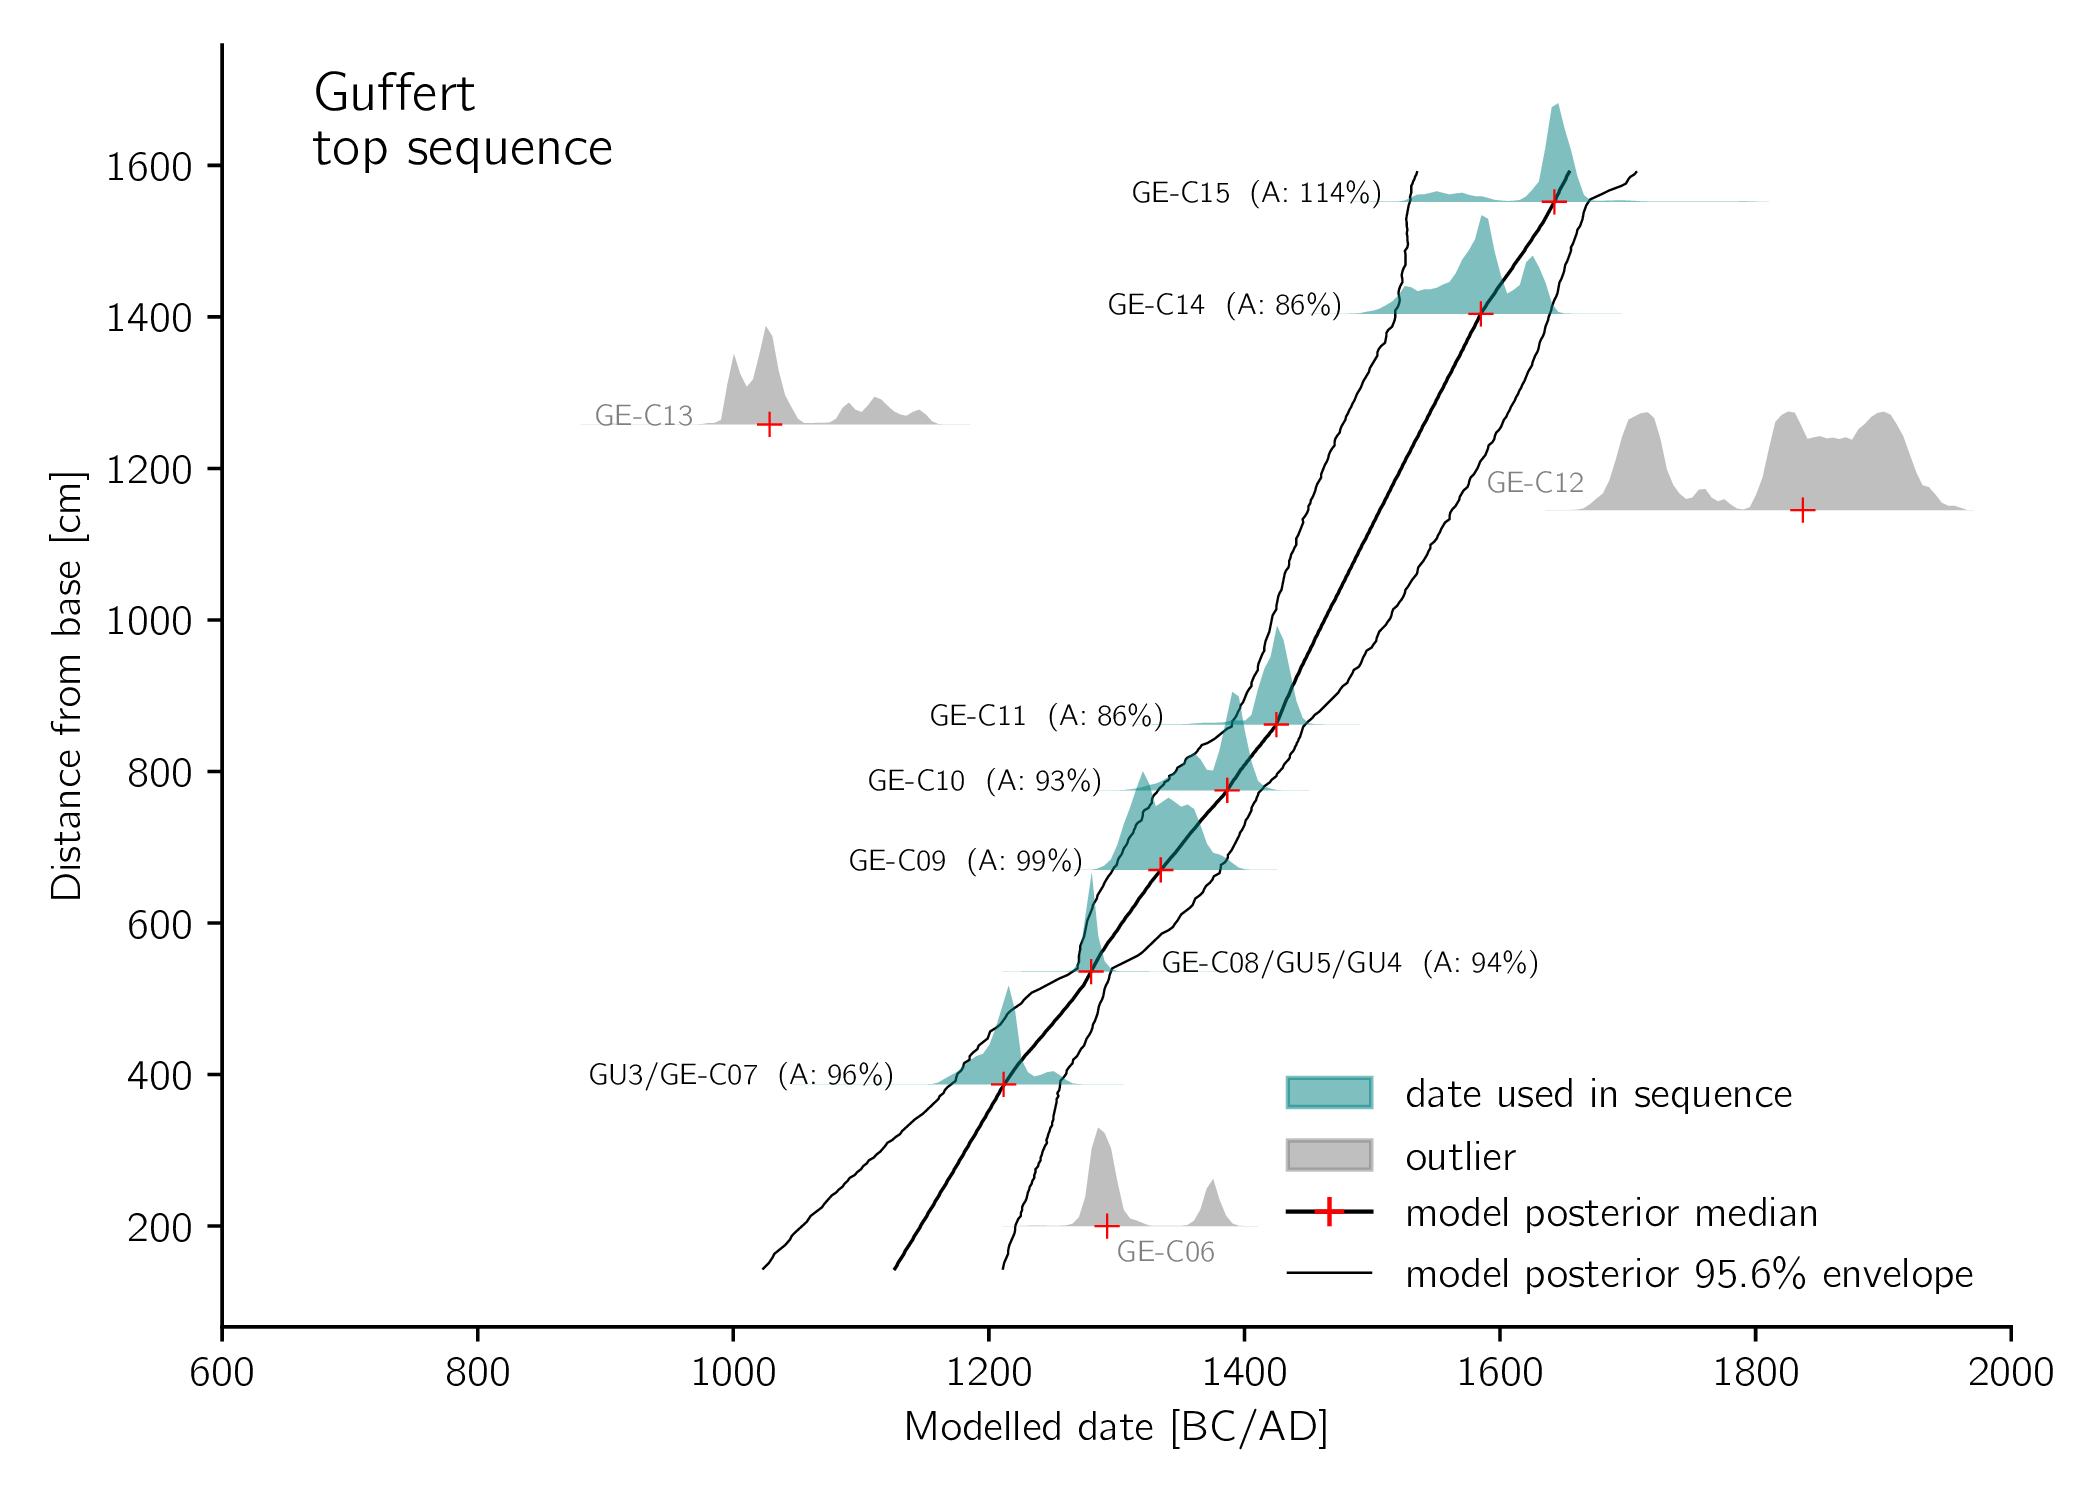 Guffert
top sequence
1600
1400
1200
1000
800
600
400
200
Distance from base [cm]
GE-C15 (A: 114%)
GE-C14 (A: 86%)
GE-C13
GE-C12
GE-C11 (A: 86%)
GE-C10 (A: 93%)
GE-C09 (A: 99%)
GE-C08/GU5/GU4 (A: 94%)
GU3/GE-C07 (A: 96%)
GE-C06
date used in sequence
outlier
model posterior median
model posterior 95.6% envelope
600 800 1000 1200 1400 1600 1800 2000
Modelled date [BC/AD]